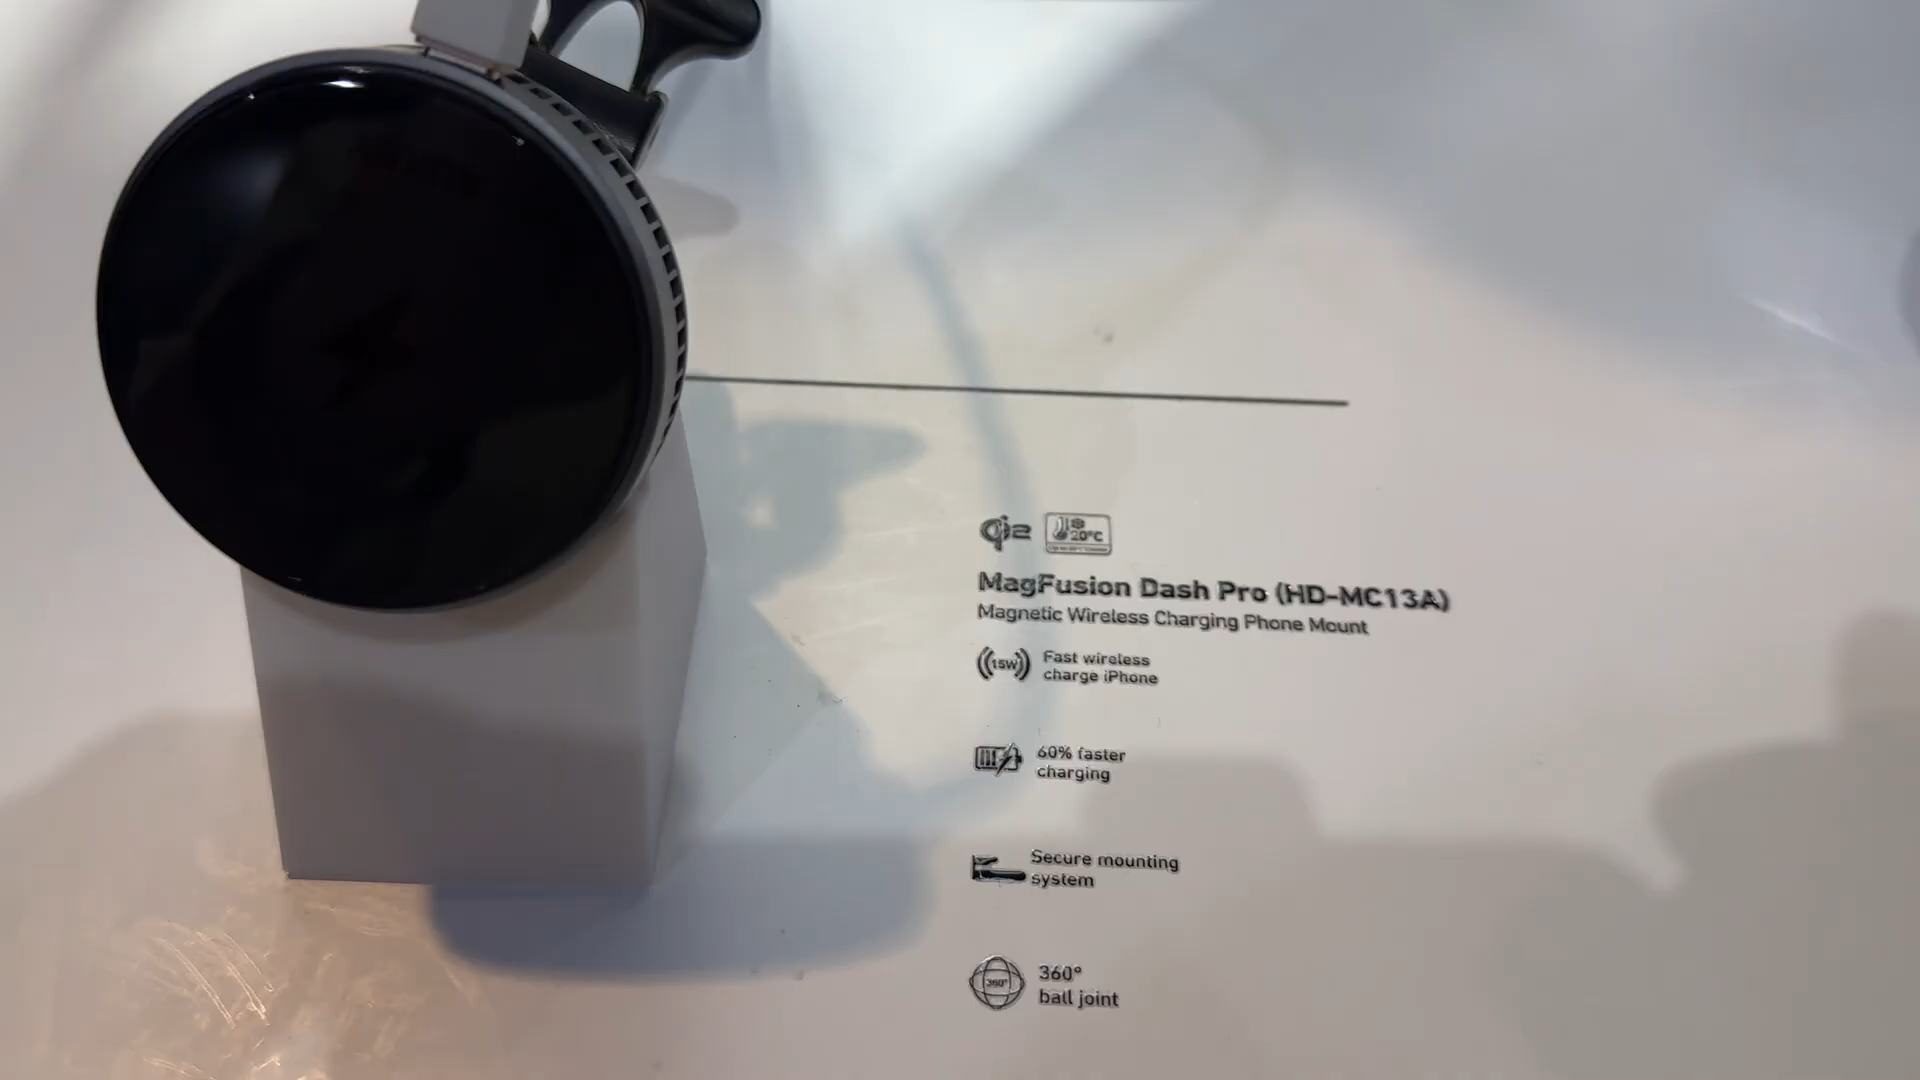 Qi2
20°C
MagFusion Dash Pro (HD-MC13A)
Magnetic Wireless Charging Phone Mount
15W
Fast wireless
charge iPhone
60% faster
charging
Secure mounting
system
360°
360°
ball joint